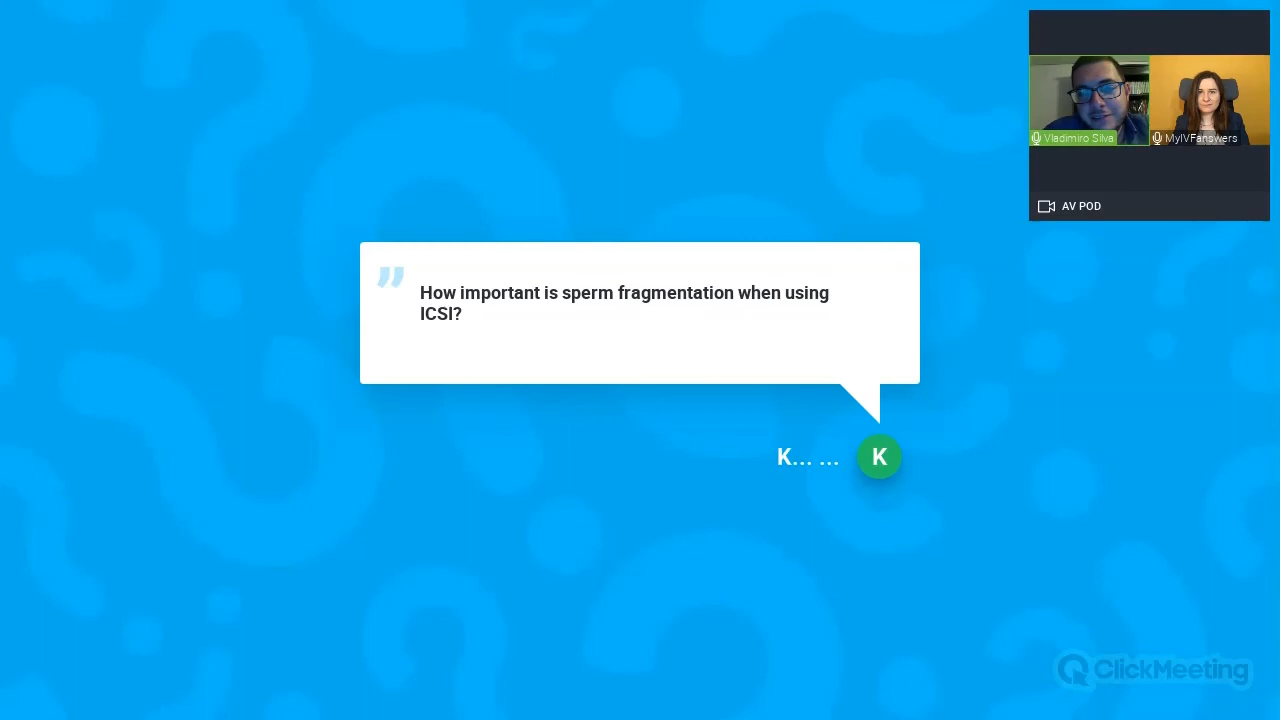 Vladimiro Silva
MyIVFanswers
AV POD
How important is sperm fragmentation when using
ICSI?
K... ...
K
ClickMeeting